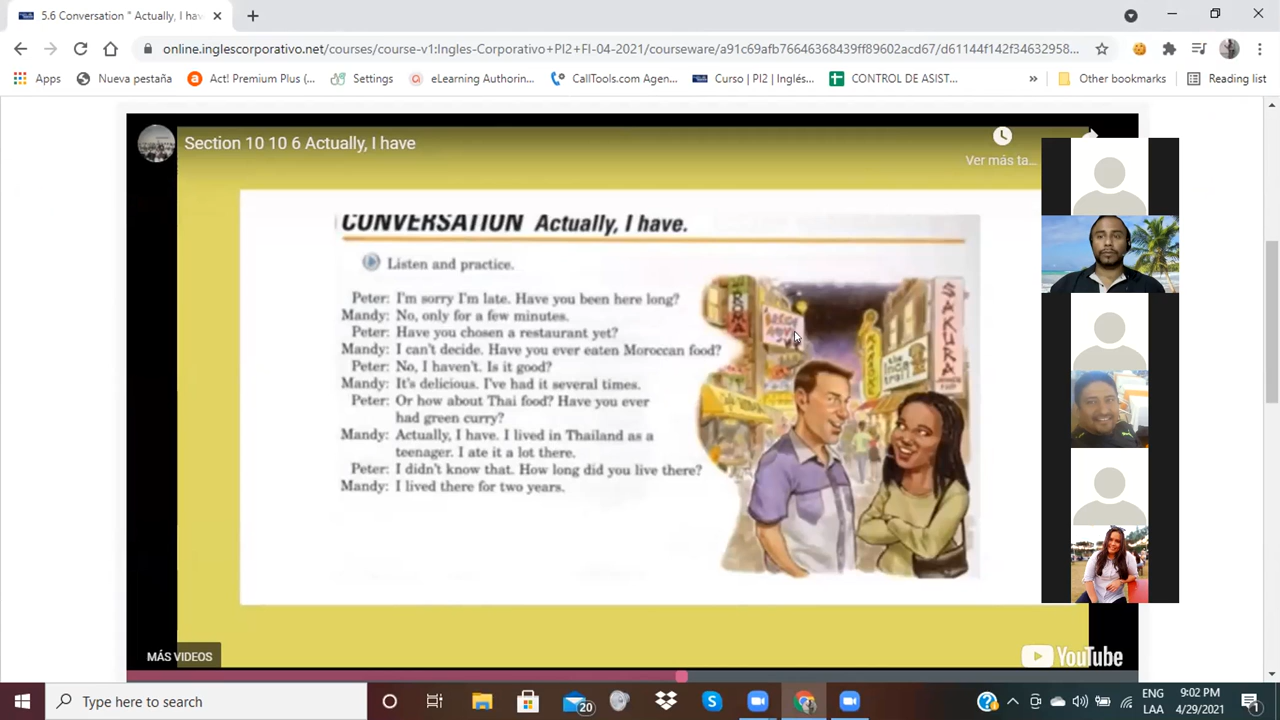 5.6 Conversation " Actually, I hav
online.inglescorporativo.net/courses/course-v1:Ingles-Corporativo+PI2+FI-04-2021/courseware/a91c69afb76646368439ff89602acd67/d61144f142f34632958...
Apps
Nueva pestaña
Act! Premium Plus (...
Settings
eLearning Authorin...
CallTools.com Agen...
Curso | PI2 | Inglés...
CONTROL DE ASIST...
»
Other bookmarks
Reading list
Section 10 10 6 Actually, I have
Ver más ta...
CONVERSATION Actually, I have.
Listen and practice.
Peter: I'm sorry I'm late. Have you been here long?
Mandy: No, only for a few minutes.
Peter: Have you chosen a restaurant yet?
Mandy: I can't decide. Have you ever eaten Moroccan food?
Peter: No, I haven't. Is it good?
Mandy: It's delicious. I've had it several times.
Peter: Or how about Thai food? Have you ever
had green curry?
Mandy: Actually, I have. I lived in Thailand as a
teenager. I ate it a lot there.
Peter: I didn't know that. How long did you live there?
Mandy: I lived there for two years.
SAKURA
the
Inca
trail
MÁS VIDEOS
YouTube
Type here to search
20
ENG
LAA
9:02 PM
4/29/2021
1